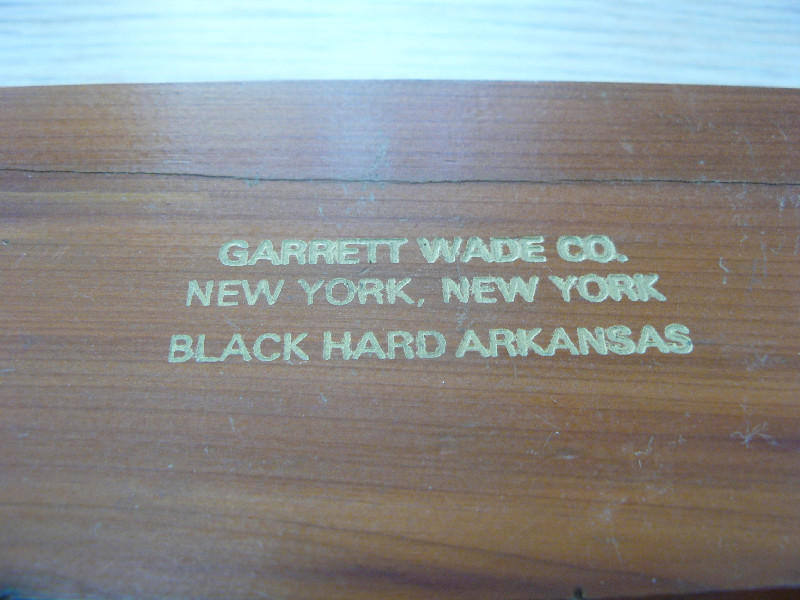 GARRETT WADE CO.
NEW YORK, NEW YORK
BLACK HARD ARKANSAS